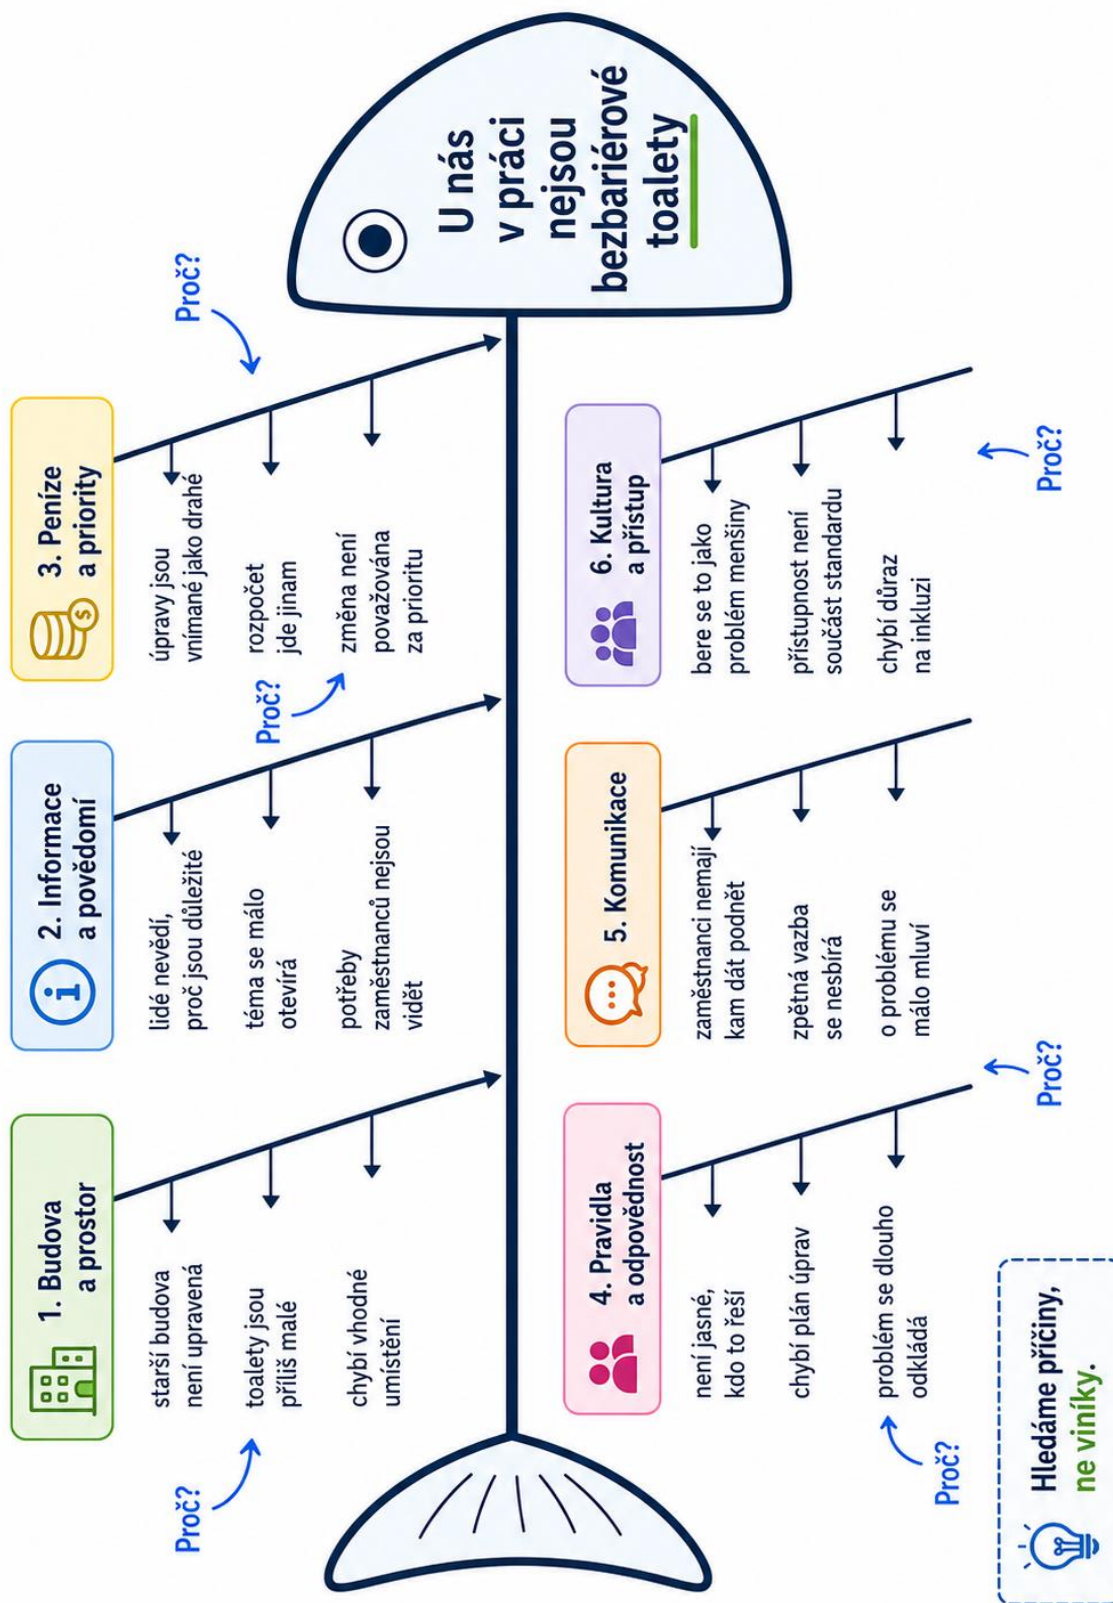 U nás
v práci
nejsou
bezbariérové
toalety
1. Budova
a prostor
starší budova
není upravená
toalety jsou
příliš malé
chybí vhodné
umístění
Proč?
2. Informace
a povědomí
lidé nevědí,
proč jsou důležité
téma se málo
otevírá
potřeby
zaměstnanců nejsou
vidět
Proč?
3. Peníze
a priority
$
úpravy jsou
vnímané jako drahé
rozpočet
jde jinam
změna není
považována
za prioritu
Proč?
4. Pravidla
a odpovědnost
není jasné,
kdo to řeší
chybí plán úprav
problém se dlouho
odkládá
Proč?
Proč?
5. Komunikace
zaměstnanci nemají
kam dát podnět
zpětná vazba
se nesbírá
o problému se
málo mluví
6. Kultura
a přístup
bere se to jako
problém menšiny
přístupnost není
součást standardu
chybí důraz
na inkluzi
Proč?
Hledáme příčiny,
ne viníky.